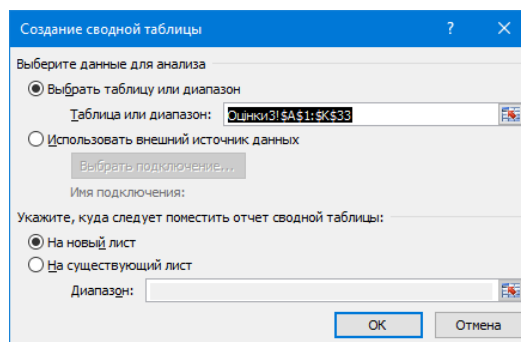 Создание сводной таблицы ? ×
Выберите данные для анализа
Выбрать таблицу или диапазон
Таблица или диапазон: Оцінки3!$A$1:$K$33
Использовать внешний источник данных
Выбрать подключение...
Имя подключения:
Укажите, куда следует поместить отчет сводной таблицы:
На новый лист
На существующий лист
Диапазон:
ОК Отмена